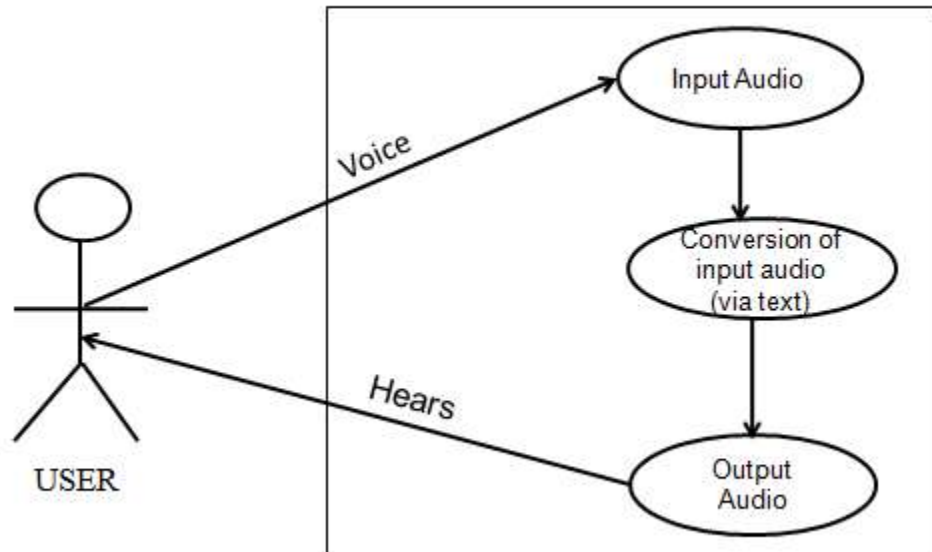 Input Audio
Voice
Conversion of
input audio
(via text)
Hears
Output
Audio
USER